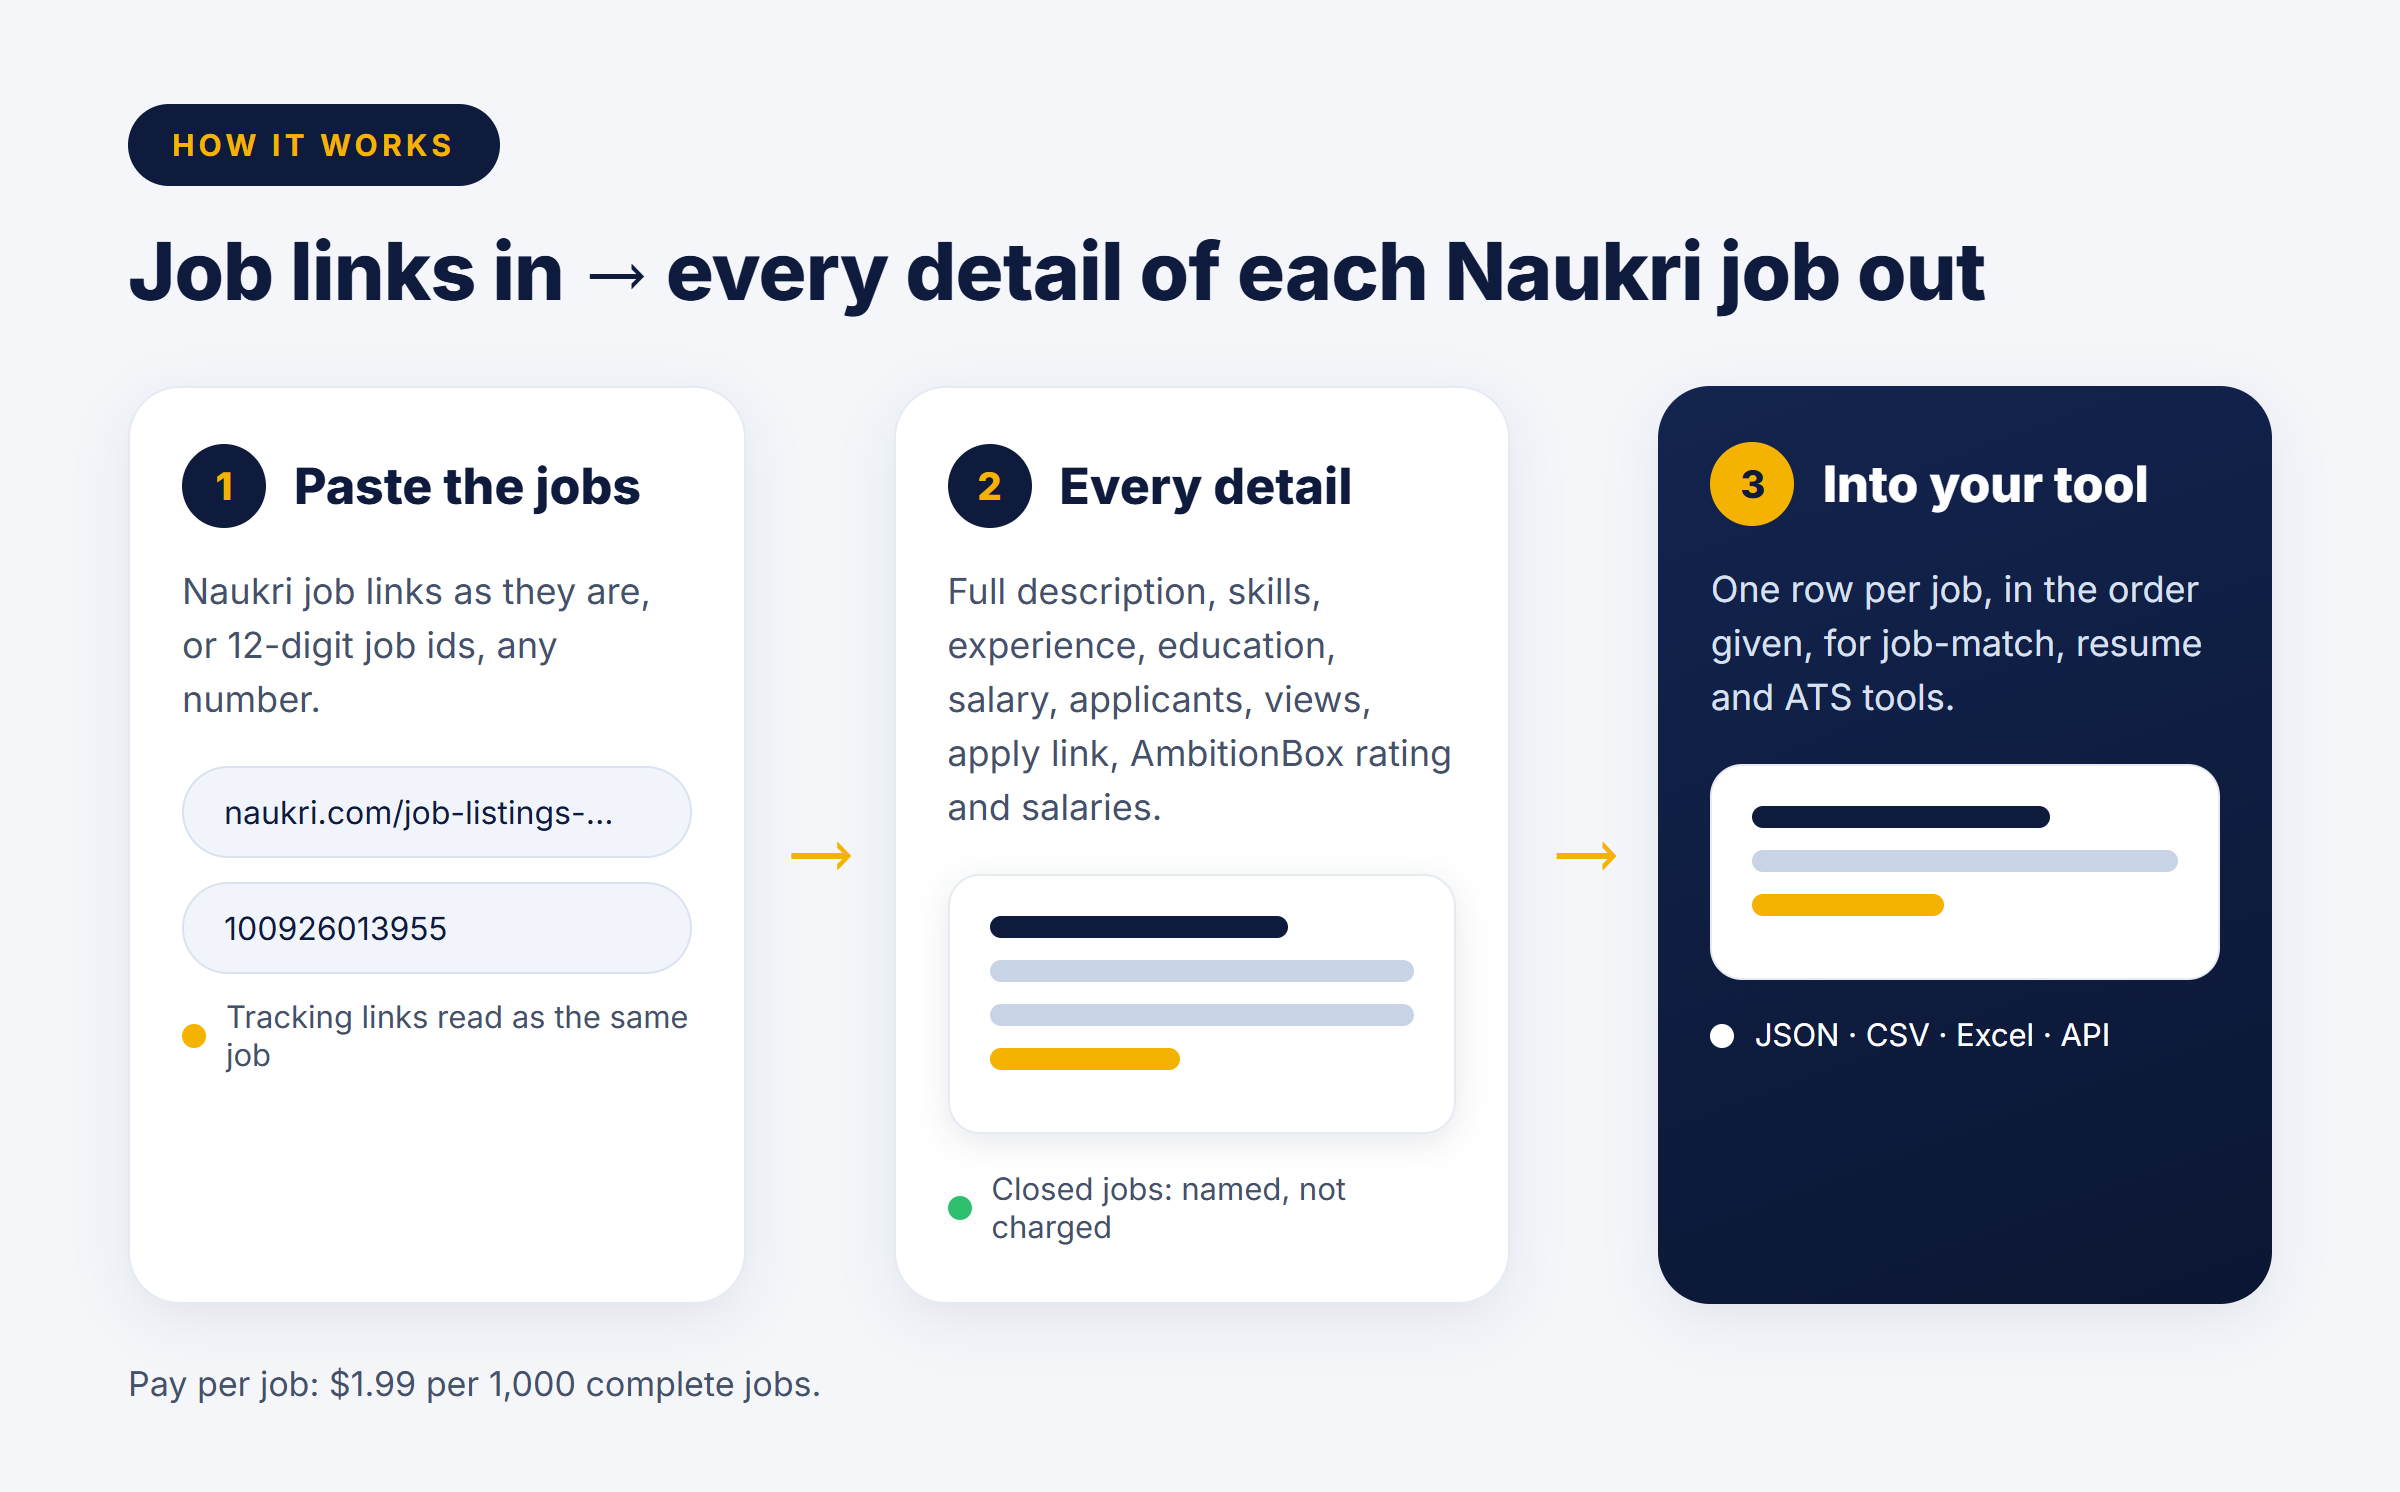 HOW IT WORKS
Job links in → every detail of each Naukri job out
1 Paste the jobs
Naukri job links as they are,
or 12-digit job ids, any
number.
naukri.com/job-listings-...
100926013955
Tracking links read as the same
job
→
2 Every detail
Full description, skills,
experience, education,
salary, applicants, views,
apply link, AmbitionBox rating
and salaries.
Closed jobs: named, not
charged
→
3 Into your tool
One row per job, in the order
given, for job-match, resume
and ATS tools.
JSON · CSV · Excel · API
Pay per job: $1.99 per 1,000 complete jobs.